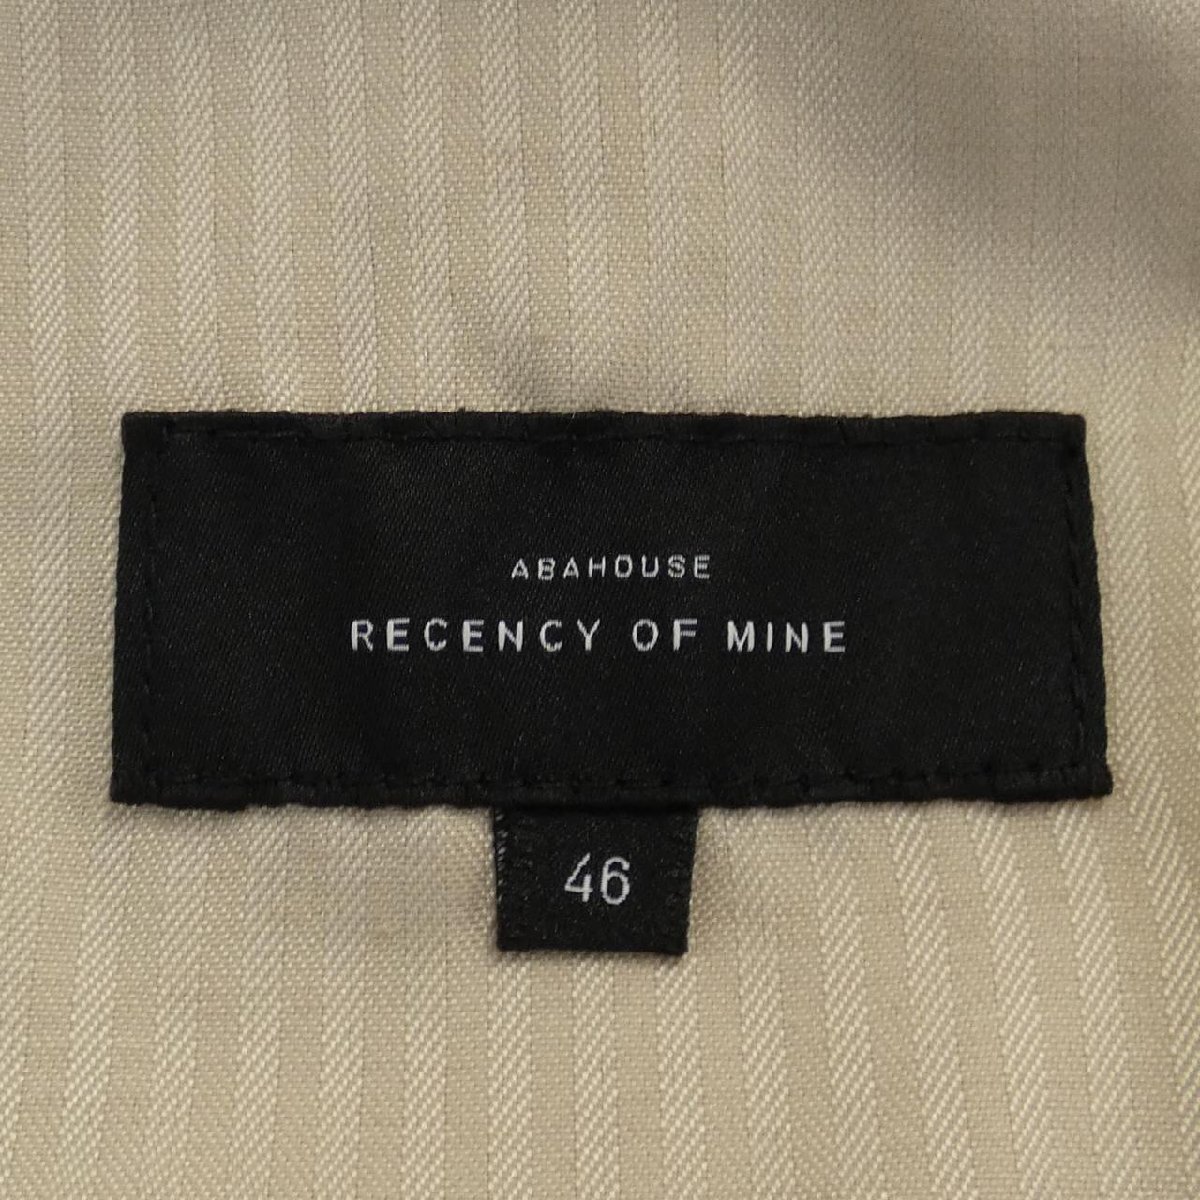 ABAHOUSE
RECENCY OF MINE
46